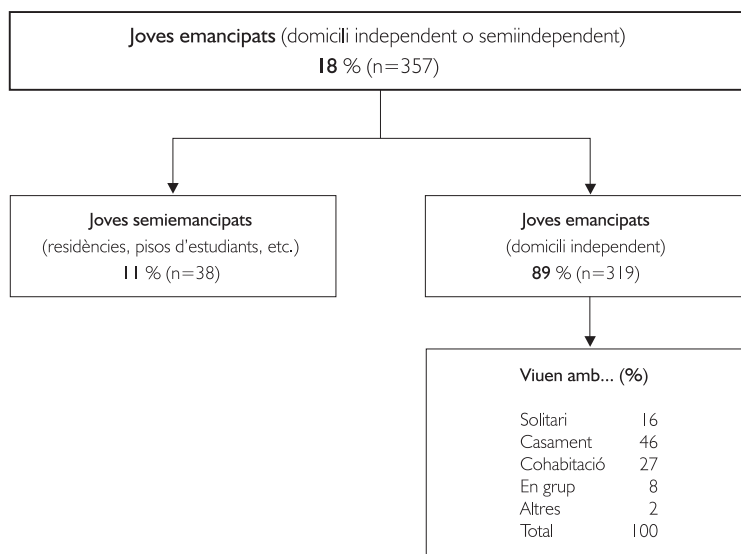 Joves emancipats (domicili independent o semiindependent)
18 % (n=357)
Joves semiemancipats
(residències, pisos d'estudiants, etc.)
11 % (n=38)
Joves emancipats
(domicili independent)
89 % (n=319)
Viuen amb... (%)
Solitari 16
Casament 46
Cohabitació 27
En grup 8
Altres 2
Total 100